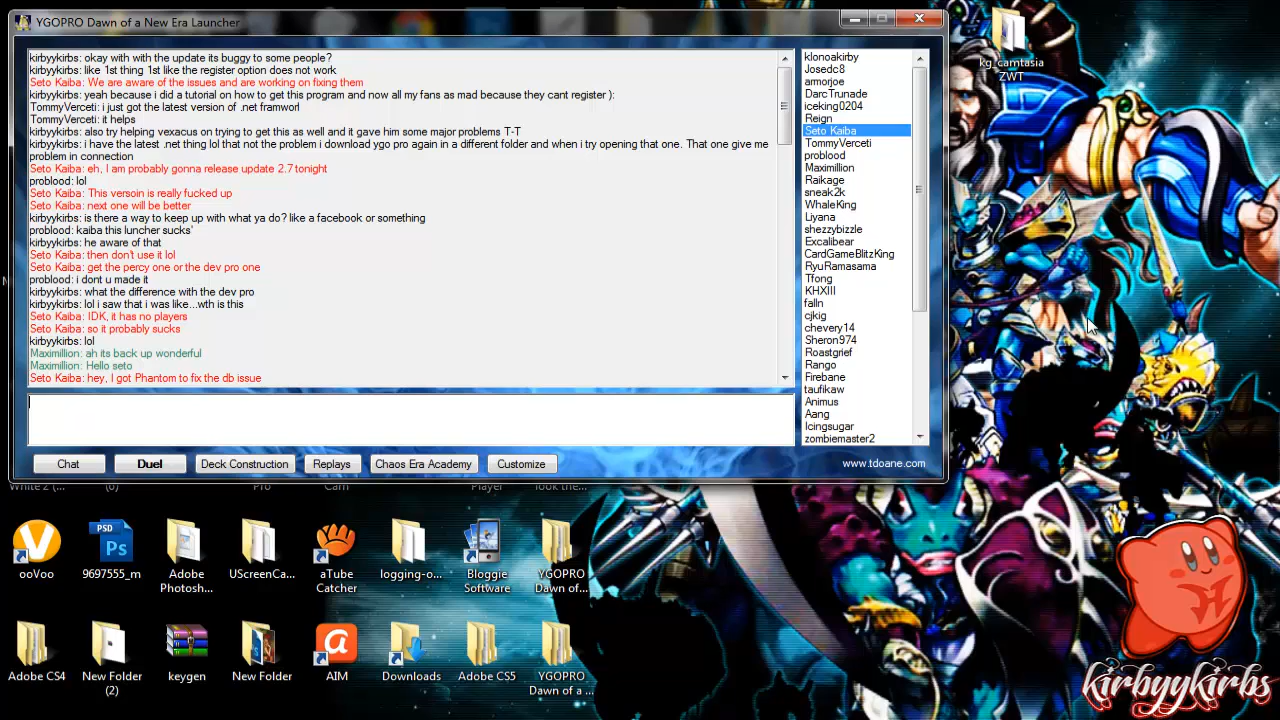 YGOPRO Dawn of a New Era Launcher
kirbyykirbs: okay with with the update its buggy to some people?
kirbyykirbs: like 1st thing 1st like the register option does not work
Seto Kaiba: We are aware of the issues and are working on fixing them
kirbyykirbs: yeah because i did a tutorial on how to get this program and now all my fans as mad because they cant register ):
TommyVerceti: i just got the latest version of .net framworl
TommyVerceti: it helps
kirbyykirbs: also try helping vexacus on trying to get this as well and it gave him some major problems T-T
kirbyykirbs: i have the latest .net thing lol that not the problem i download ygo pro again in a different folder and when i try opening that one. That one give me
problem in connection
Seto Kaiba: eh, I am probably gonna release update 2.7 tonight
problood: lol
Seto Kaiba: This versoin is really fucked up
Seto Kaiba: next one will be better
kirbyykirbs: is there a way to keep up with what ya do? like a facebook or something
problood: kaiba this luncher sucks'
kirbyykirbs: he aware of that
Seto Kaiba: then don't use it lol
Seto Kaiba: get the percy one or the dev pro one
problood: i dont u made it
kirbyykirbs: what the difference with the dev pro
kirbyykirbs: lol i saw that i was like...wth is this
Seto Kaiba: IDK, it has no players
Seto Kaiba: so it probably sucks
kirbyykirbs: lol
Maximillion: ah its back up wonderful
Maximillion: Hello seto
Seto Kaiba: hey, I got Phantom to fix the db issue
klonoakirby
Josedc8
armorjoe
DarcTrunade
iceking0204
Reign
Seto Kaiba
TommyVerceti
problood
Maximillion
Raikage
sneak2k
WhaleKing
Liyana
shezzybizzle
Excalibear
CardGameBlitzKing
RyuRamasama
Tfong
KHXIII
falln
cjkig
chevery14
Sheron974
Roastgrief
Rango
Firebane
taufikaw
Animus
Aang
Icingsugar
zombiemaster2
Chat
Duel
Deck Construction
Replays
Chaos Era Academy
Customize
www.tdoane.com
kg_camtasia
ZWT
White 2 (...
Pro
Cam
Player
look the...
ooVoo
PSD
Ps
9697555_m
Adobe
Photosh...
UScreenCa...
aTube
Catcher
logging-o...
Bloggie
Software
YGOPRO
Dawn of...
Adobe CS4
New Folder
(2)
keygen
New Folder
AIM
Downloads
Adobe CS5
YGOPRO
Dawn of a ...
kirbyykirbs